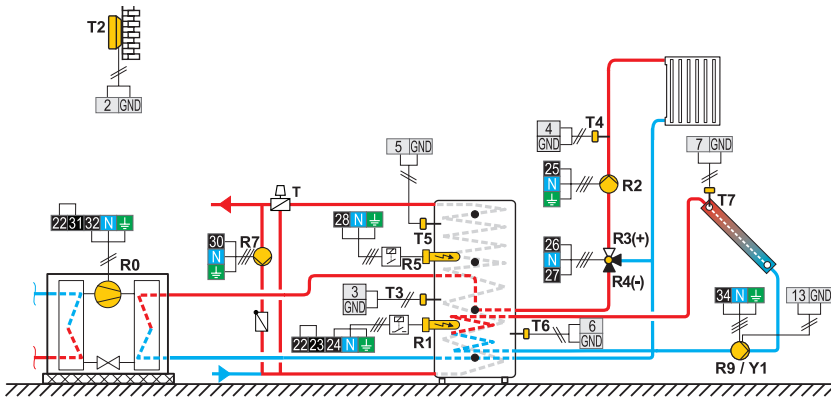 T2
2 GND
4
GND
T4
5 GND
7 GND
25
N
R2
T7
T
22 31 32 N
28 N
T5
30
N
R7
R5
26
N
27
R3(+)
R4(-)
R0
3
GND
T3
22 23 24 N
R1
T6
6
GND
34 N
13 GND
R9 / Y1